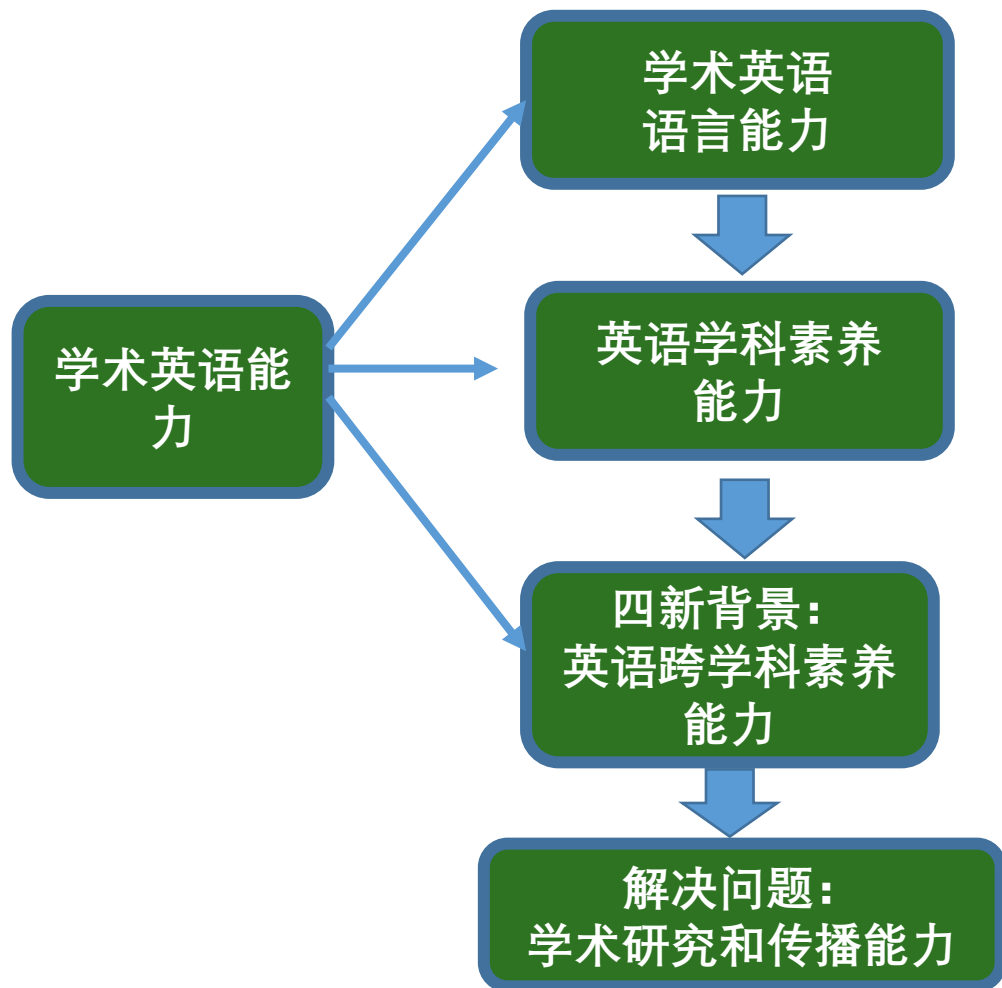 学术英语
语言能力
学术英语能
力
英语学科素养
能力
四新背景:
英语跨学科素养
能力
解决问题:
学术研究和传播能力